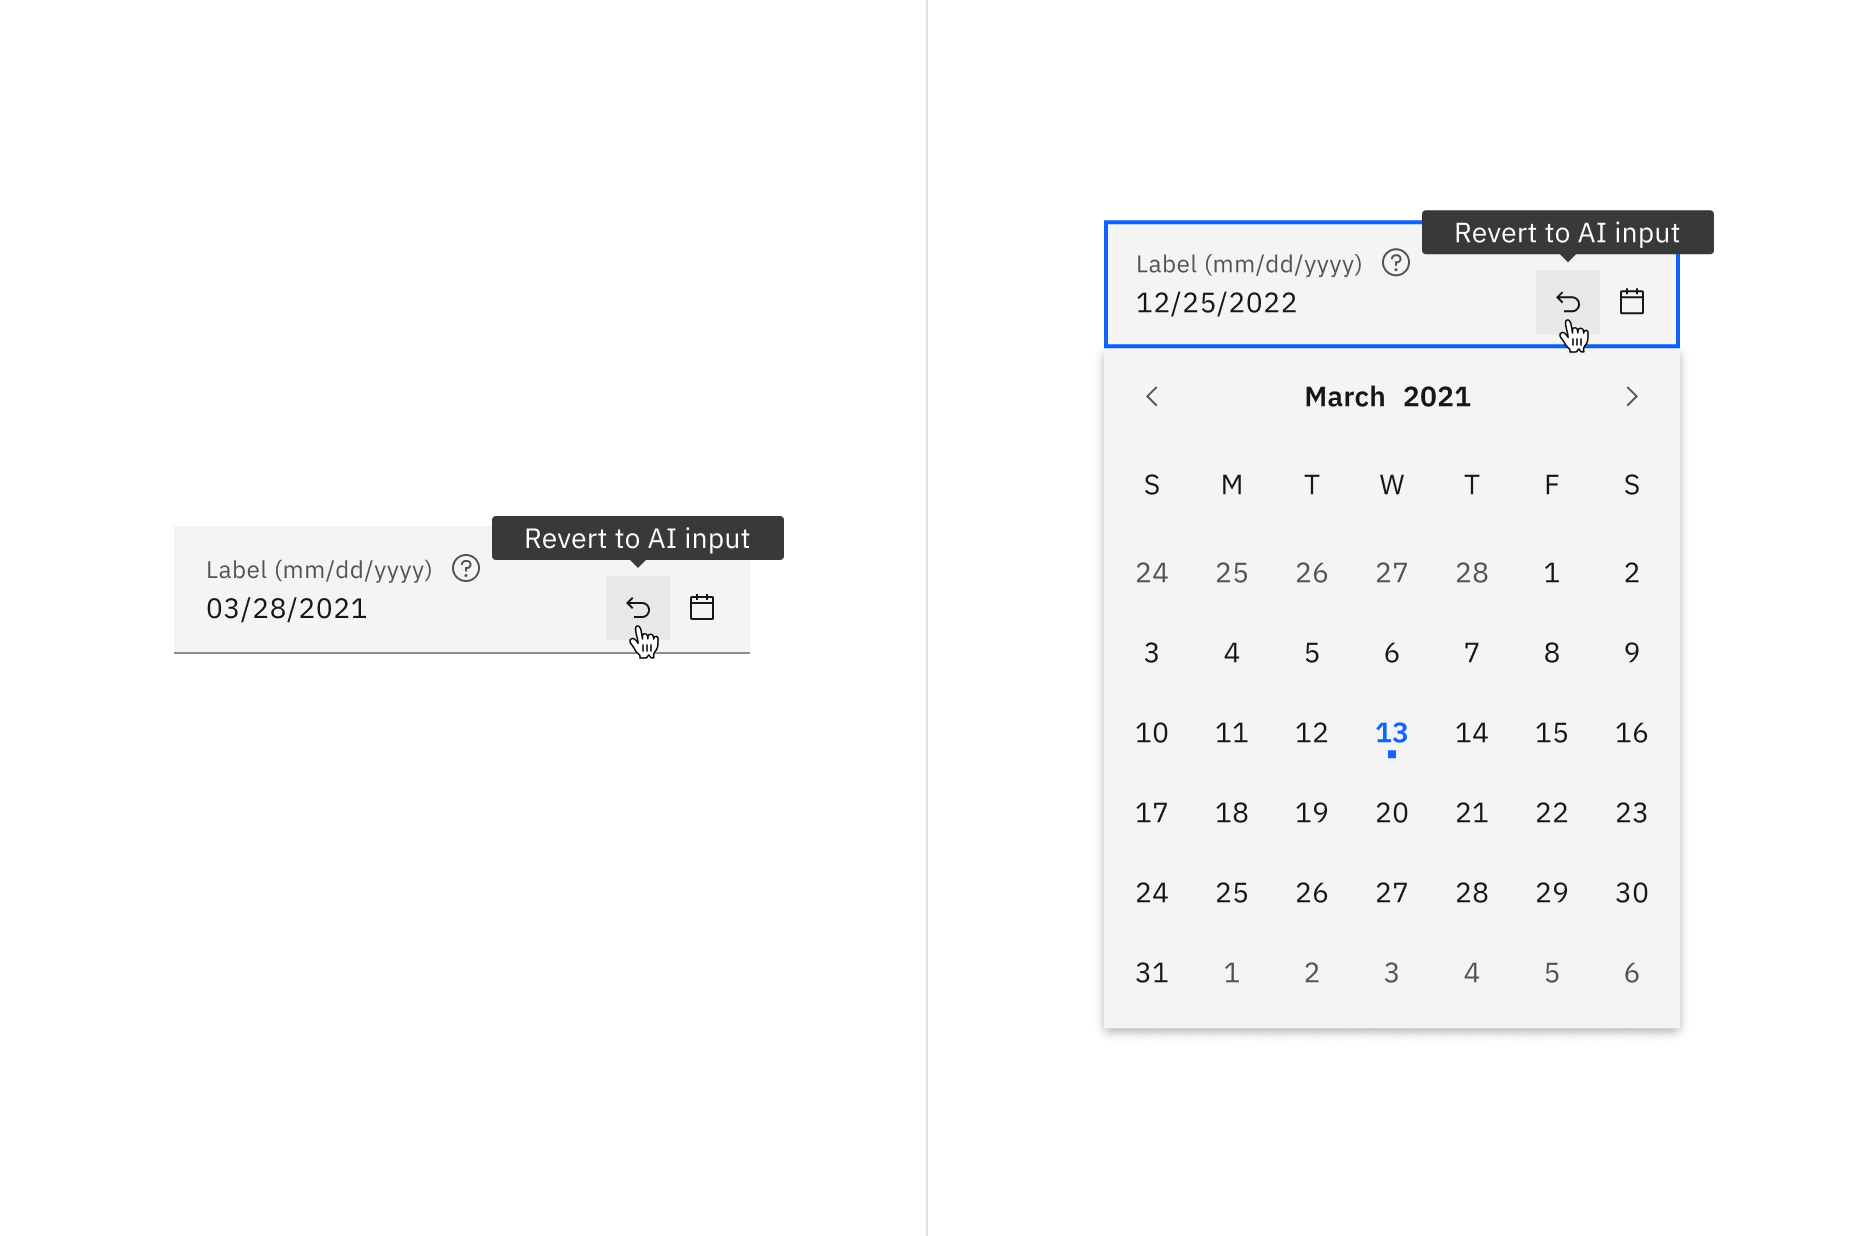 Revert to AI input
Label (mm/dd/yyyy)
03/28/2021
Revert to AI input
Label (mm/dd/yyyy)
12/25/2022
March 2021
S M T W T F S
24 25 26 27 28 1 2
3 4 5 6 7 8 9
10 11 12 13 14 15 16
17 18 19 20 21 22 23
24 25 26 27 28 29 30
31 1 2 3 4 5 6